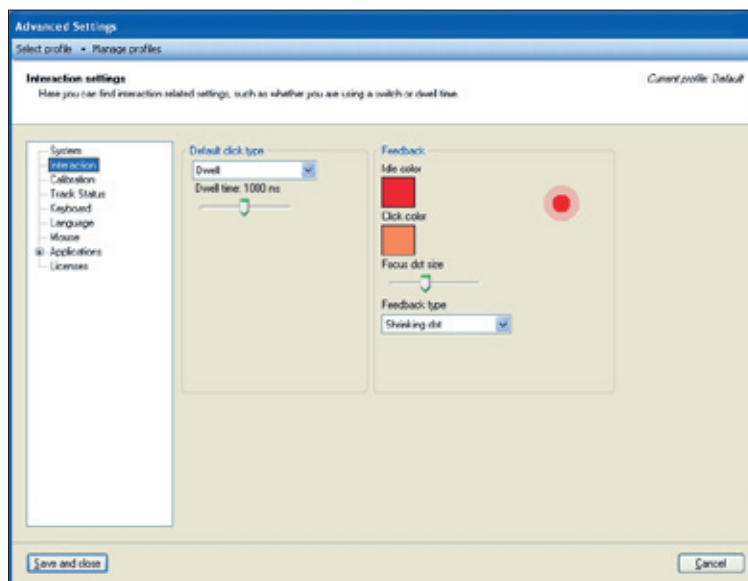 Advanced Settings
Select profile • Manage profiles
Interaction settings
Here you can find interaction related settings, such as whether you are using a switch or dwell time.
Current profile: Default
System
Interaction
Calibration
Track Status
Keyboard
Language
Mouse
Applications
Licenses
Default click type
Dwell
Dwell time: 1000 ms
Feedback
Idle color
Click color
Focus dot size
Feedback type
Shrinking dot
Save and close
Cancel